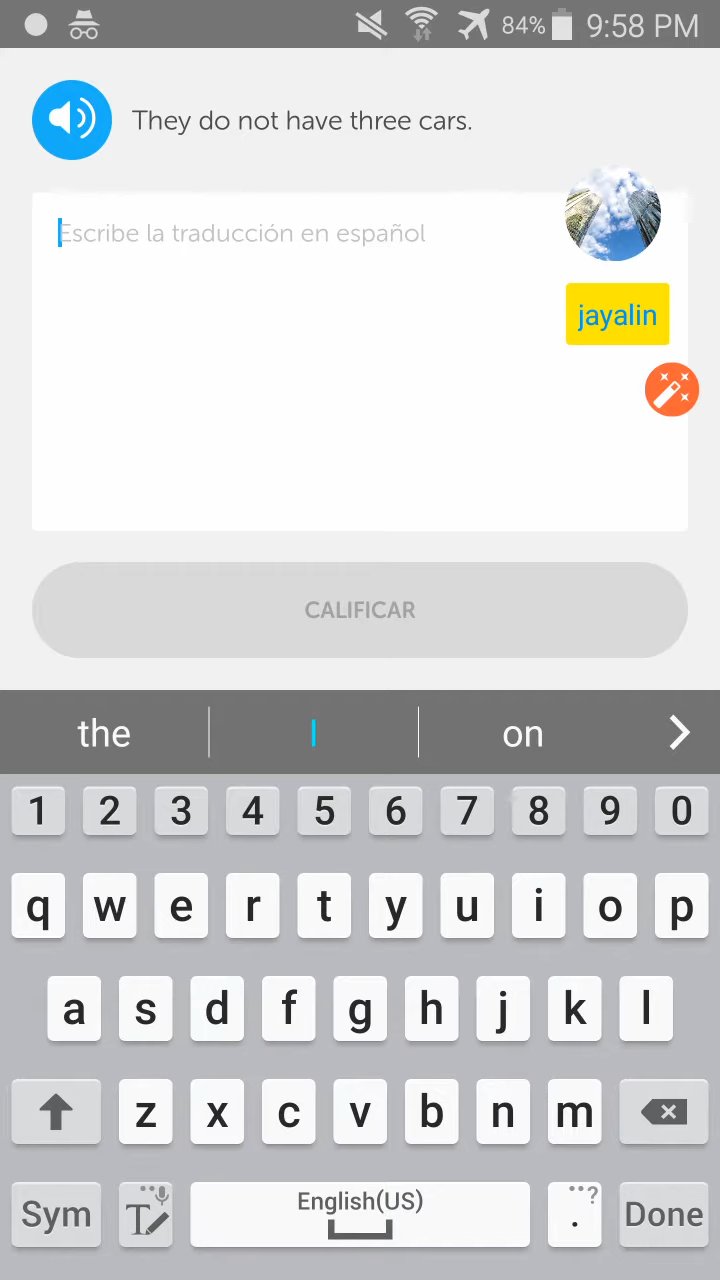 84% 9:58 PM
They do not have three cars.
Escribe la traducción en español
jayalin
CALIFICAR
the I on
1 2 3 4 5 6 7 8 9 0
q w e r t y u i o p
a s d f g h j k l
z x c v b n m
Sym T English(US) . ? Done